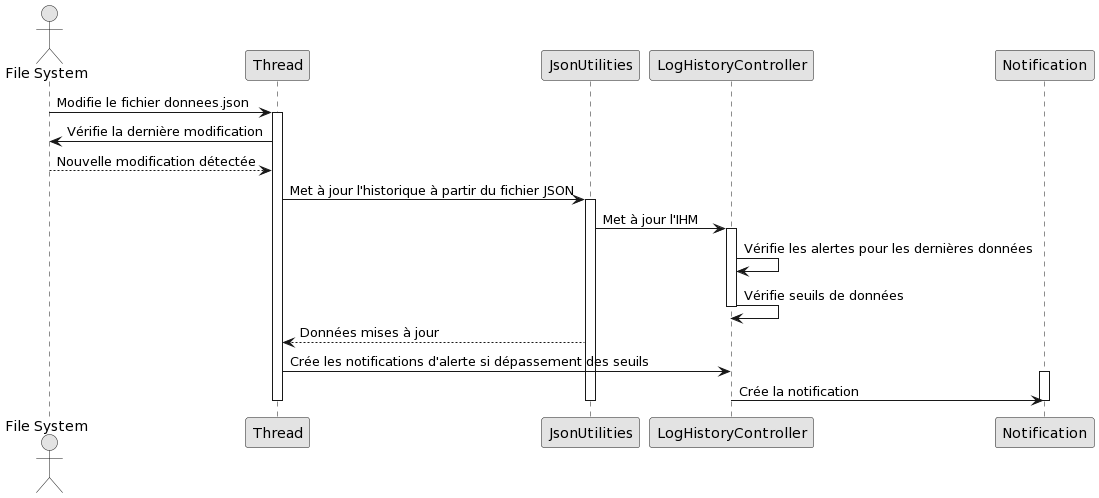 File System
Thread
JsonUtilities
LogHistoryController
Notification
Modifie le fichier donnees.json
Vérifie la dernière modification
Nouvelle modification détectée
Met à jour l'historique à partir du fichier JSON
Met à jour l'IHM
Vérifie les alertes pour les dernières données
Vérifie seuils de données
Données mises à jour
Crée les notifications d'alerte si dépassement des seuils
Crée la notification
File System
Thread
JsonUtilities
LogHistoryController
Notification